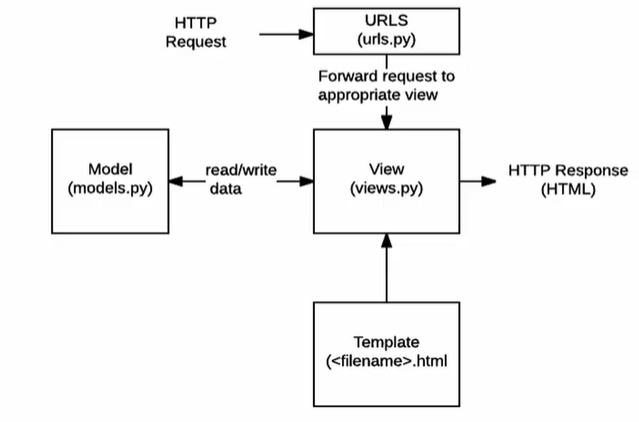 HTTP
Request
URLS
(urls.py)
Forward request to
appropriate view
Model
(models.py)
read/write
data
View
(views.py)
HTTP Response
(HTML)
Template
(<filename>.html